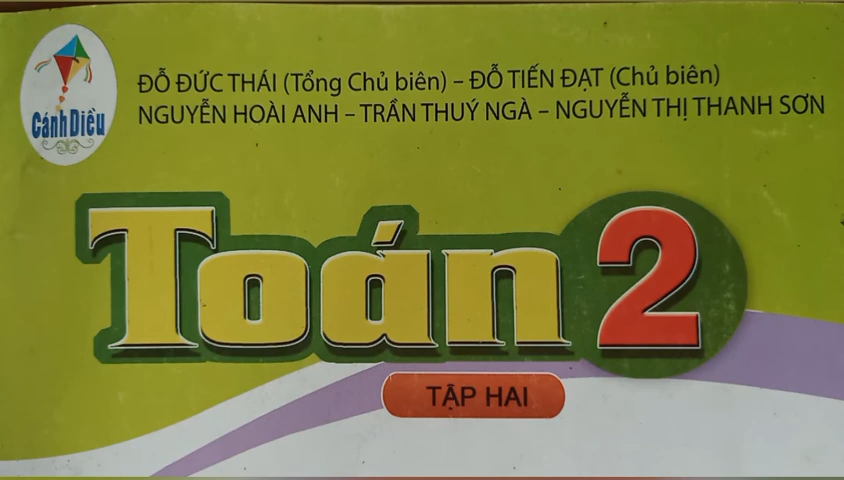 Cánh Diều
ĐỖ ĐỨC THÁI (Tổng Chủ biên) – ĐỖ TIẾN ĐẠT (Chủ biên)
NGUYỄN HOÀI ANH – TRẦN THUÝ NGÀ – NGUYỄN THỊ THANH SƠN
Toán 2
TẬP HAI